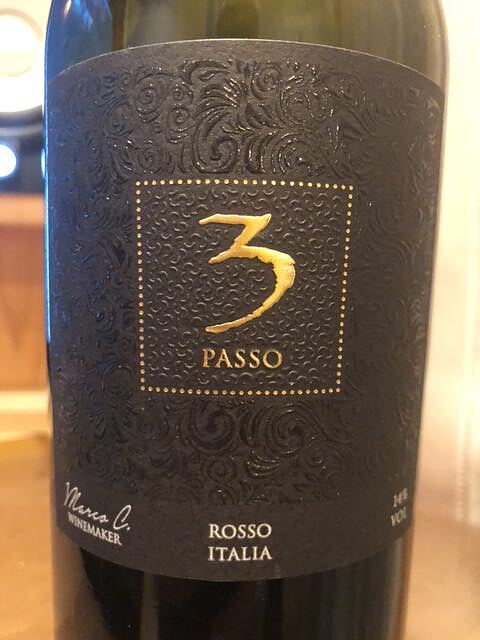 3
PASSO
Marco C.
WINEMAKER
ROSSO
ITALIA
14%
VOL